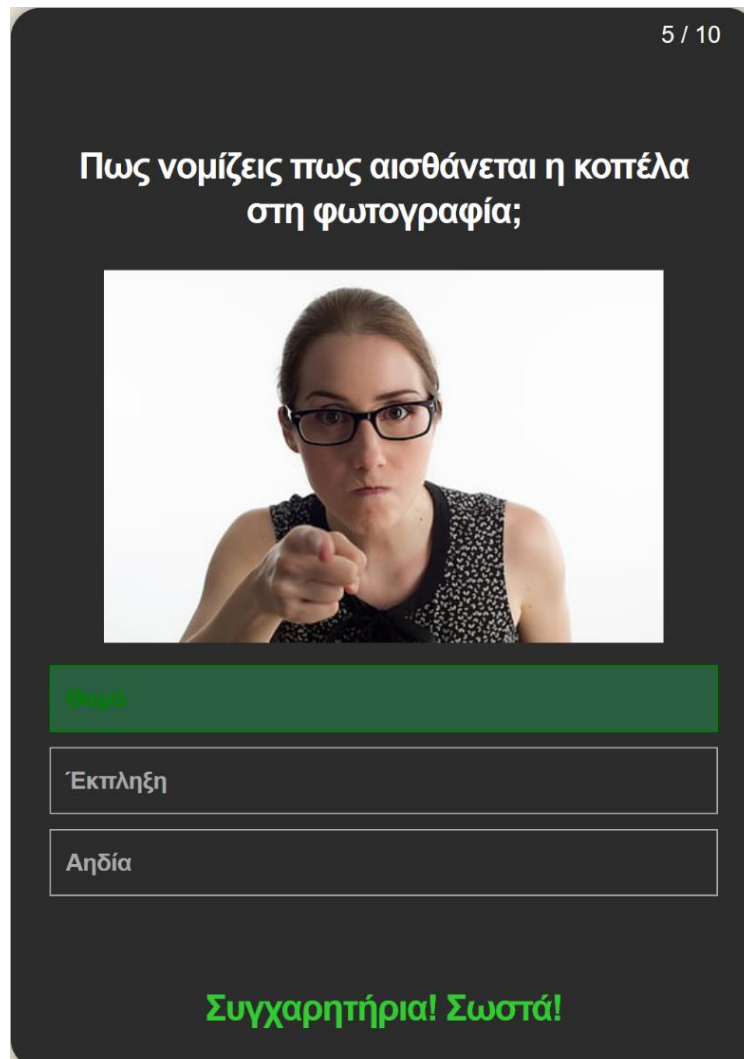 5 / 10
Πως νομίζεις πως αισθάνεται η κοπέλα
στη φωτογραφία;
Θυμό
Έκπληξη
Αηδία
Συγχαρητήρια! Σωστά!